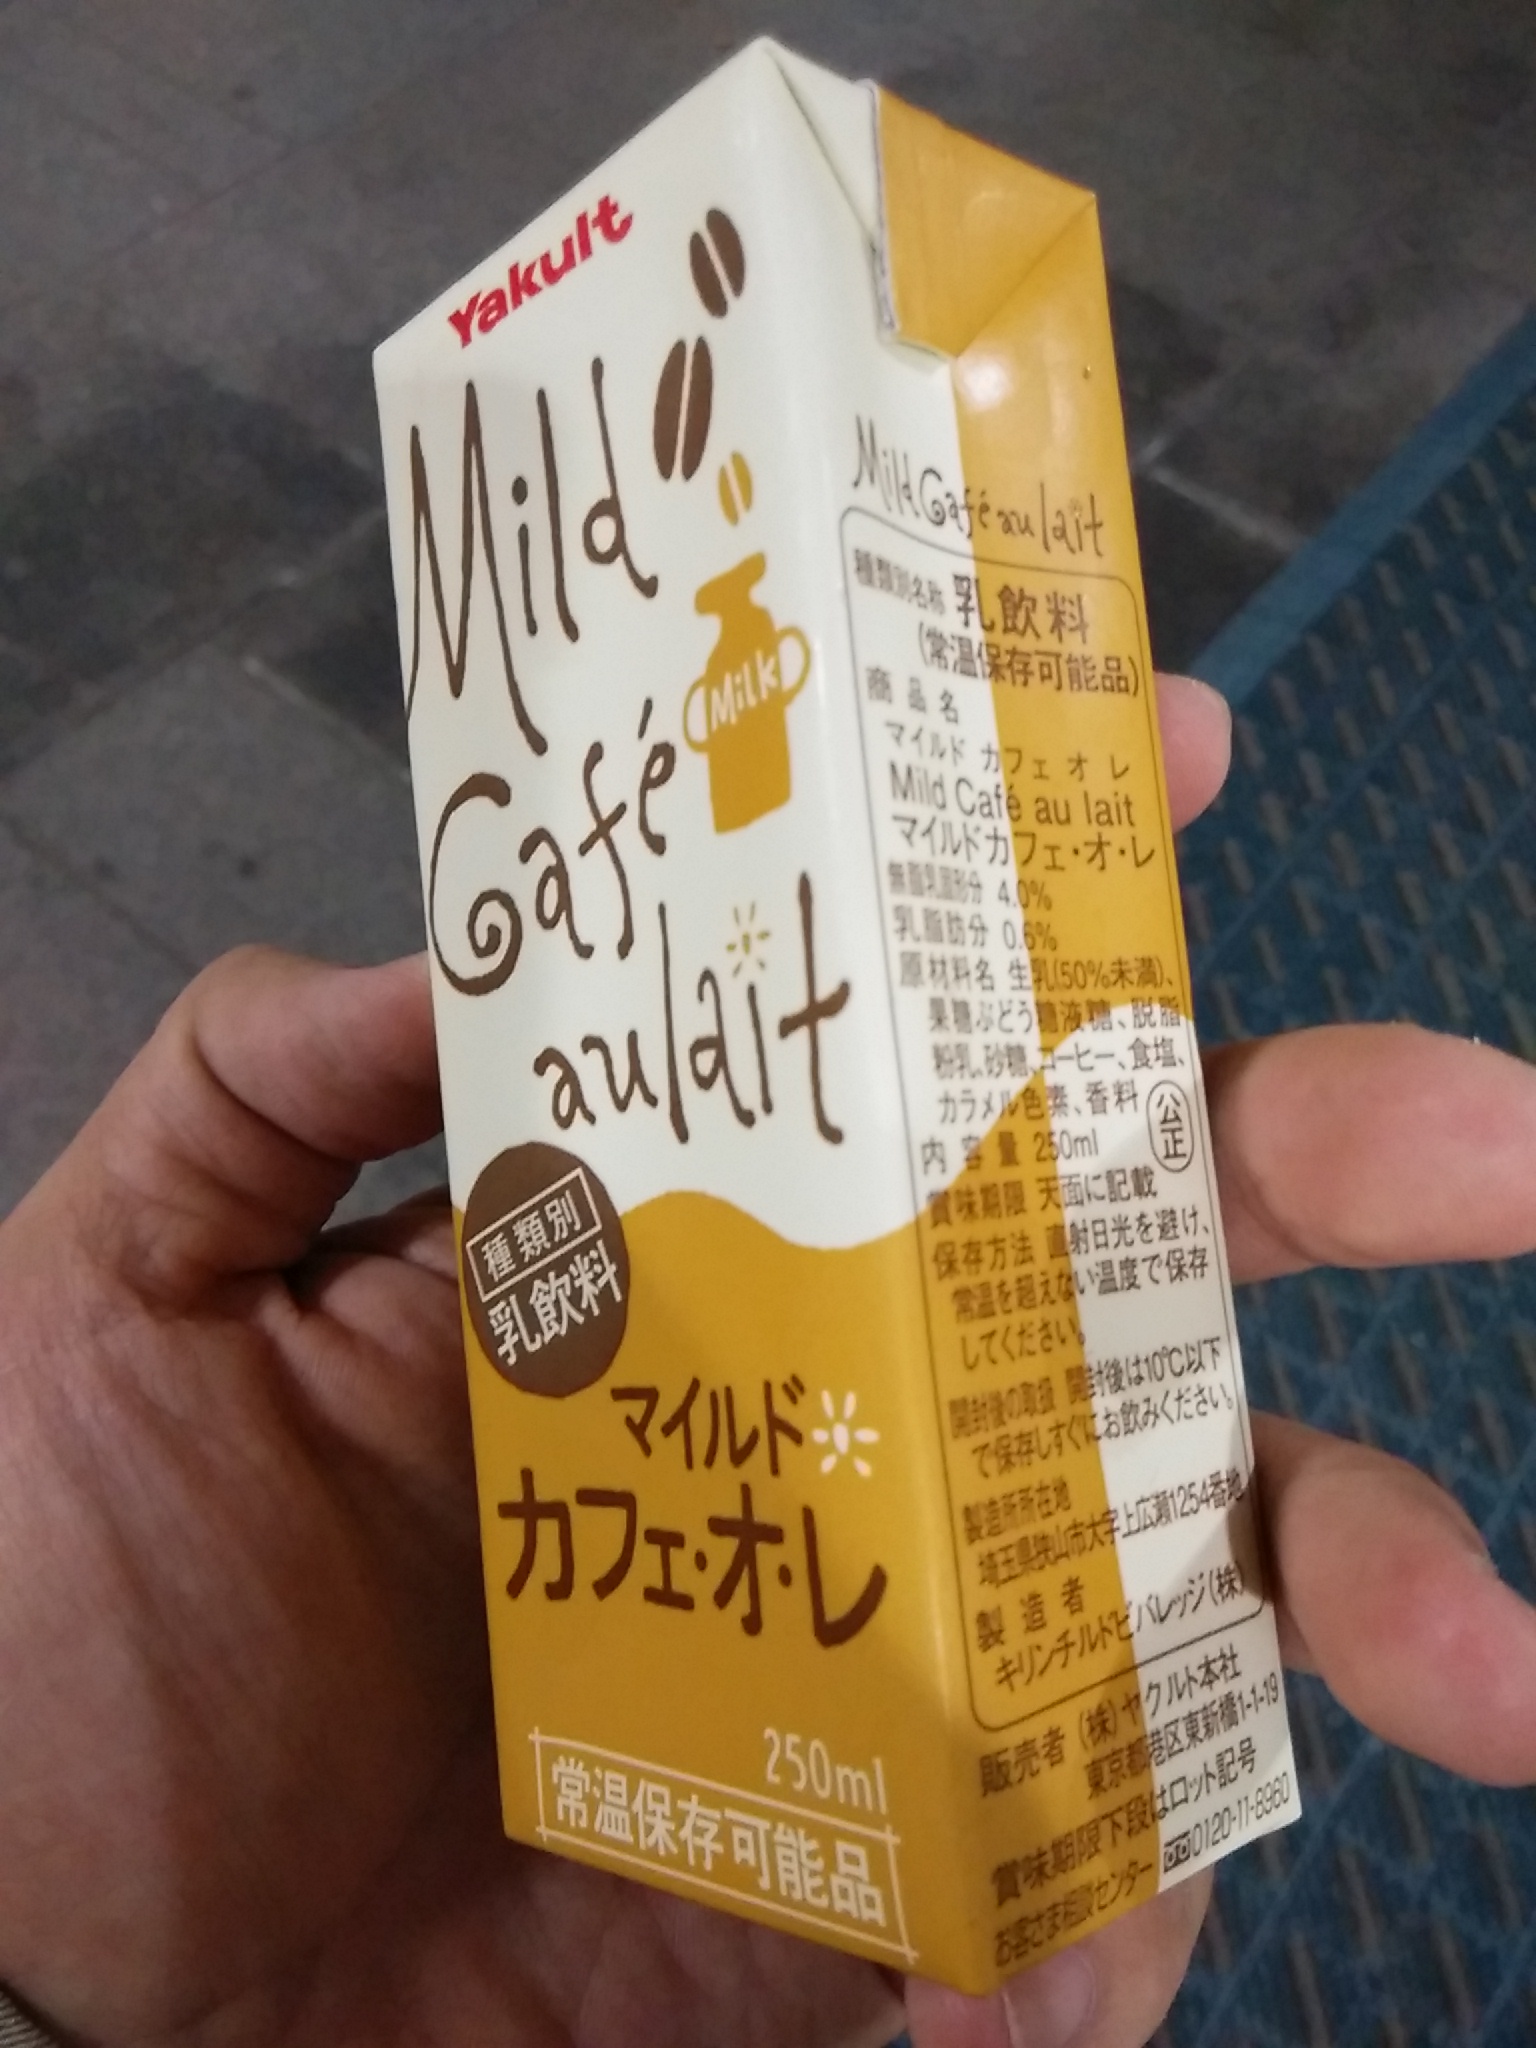 Yakult
Mild
Café
au lait
Milk
種類別
乳飲料
マイルド
カフェ・オ・レ
250ml
常温保存可能品
Mild Café au lait
種類別名称 乳飲料
(常温保存可能品)
商品名
マイルド カフェ オ レ
Mild Café au lait
マイルドカフェ・オ・レ
無脂乳固形分 4.0%
乳脂肪分 0.6%
原材料名 生乳(50%未満)、
果糖ぶどう糖液糖、脱脂
粉乳、砂糖、コーヒー、食塩、
カラメル色素、香料
公正
内容量 250ml
賞味期限 天面に記載
保存方法 直射日光を避け、
常温を超えない温度で保存
してください。
開封後の取扱 開封後は10℃以下
で保存しすぐにお飲みください。
製造所所在地
埼玉県狭山市大字上広瀬1254番地
製造者
キリンチルドビバレッジ(株)
販売者 (株)ヤクルト本社
東京都港区東新橋1-1-19
賞味期限下段はロット記号
お客さま相談センター 0120-11-8960